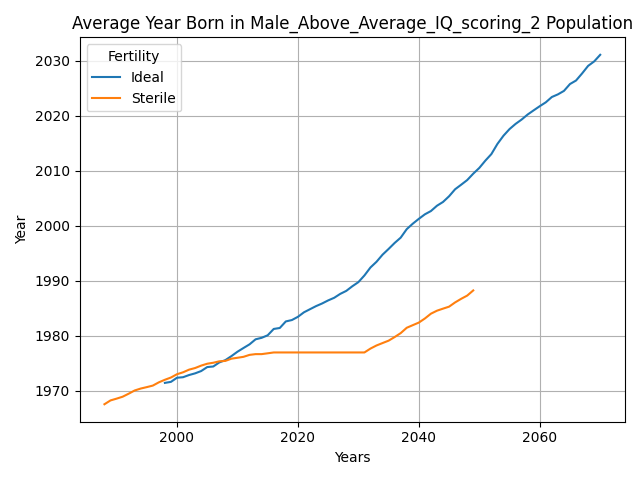 Average Year Born in Male_Above_Average_IQ_scoring_2 Population
Fertility
Ideal
Sterile
Year
2030
2020
2010
2000
1990
1980
1970
2000 2020 2040 2060
Years